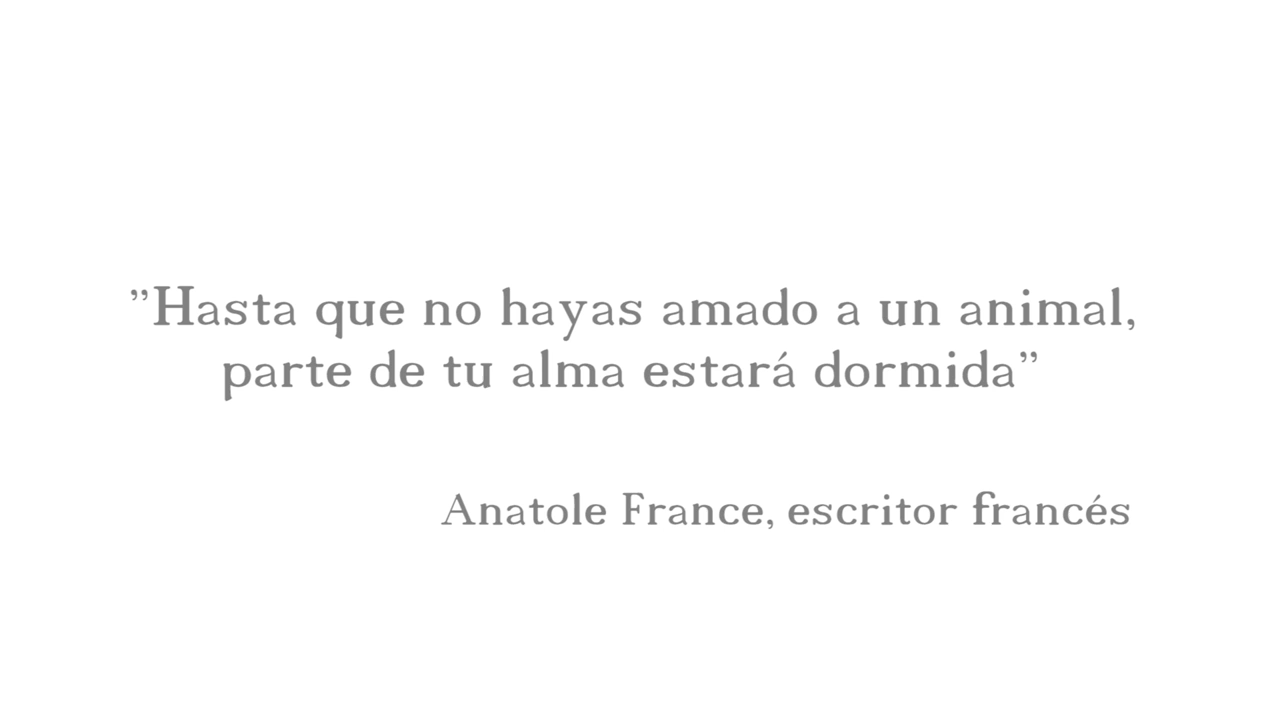 ”Hasta que no hayas amado a un animal,
parte de tu alma estará dormida”
Anatole France, escritor francés